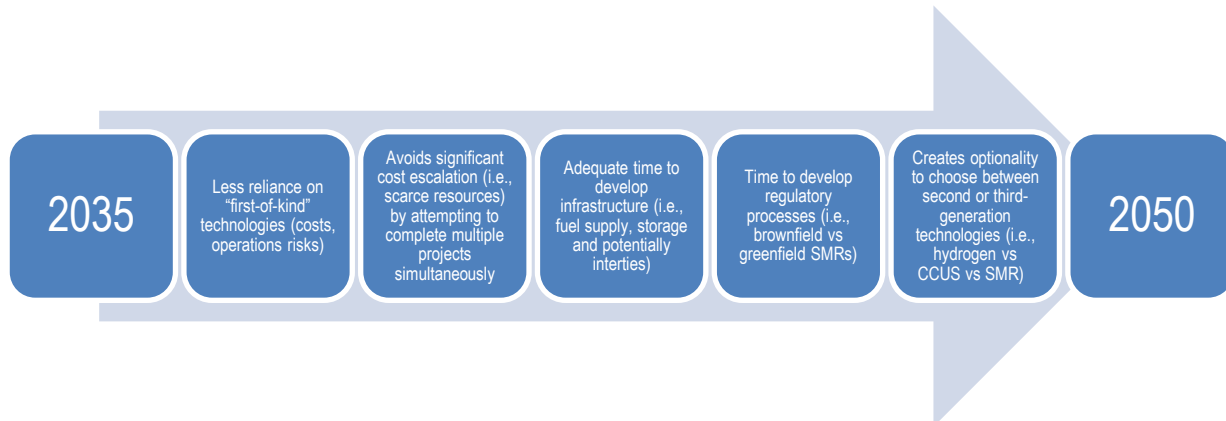 2035
Less reliance on
“first-of-kind”
technologies (costs,
operations risks)
Avoids significant
cost escalation (i.e.,
scarce resources)
by attempting to
complete multiple
projects
simultaneously
Adequate time to
develop
infrastructure (i.e.,
fuel supply, storage
and potentially
interties)
Time to develop
regulatory
processes (i.e.,
brownfield vs
greenfield SMRs)
Creates optionality
to choose between
second or third-
generation
technologies (i.e.,
hydrogen vs
CCUS vs SMR)
2050